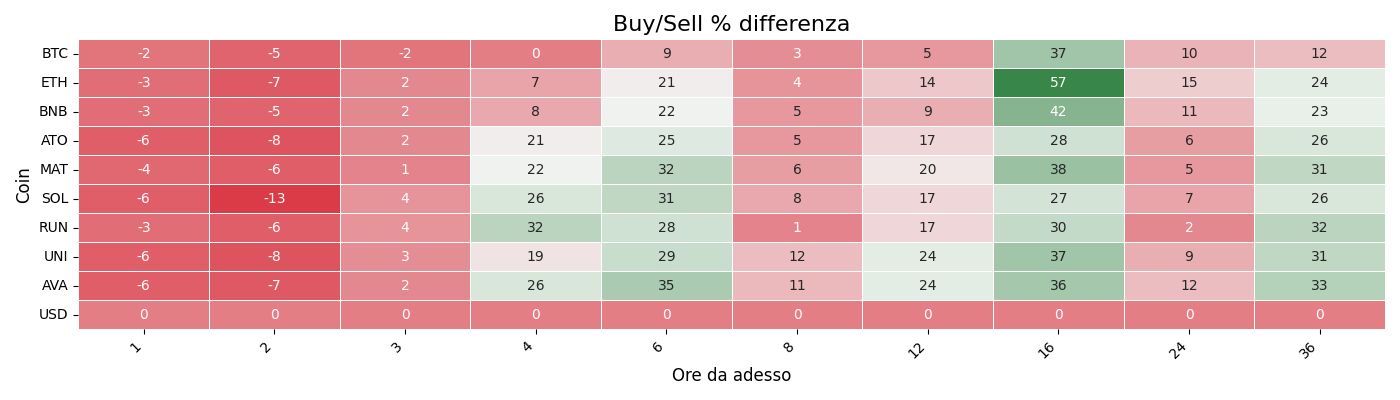 Buy/Sell % differenza
Coin
BTC -2 -5 -2 0 9 3 5 37 10 12
ETH -3 -7 2 7 21 4 14 57 15 24
BNB -3 -5 2 8 22 5 9 42 11 23
ATO -6 -8 2 21 25 5 17 28 6 26
MAT -4 -6 1 22 32 6 20 38 5 31
SOL -6 -13 4 26 31 8 17 27 7 26
RUN -3 -6 4 32 28 1 17 30 2 32
UNI -6 -8 3 19 29 12 24 37 9 31
AVA -6 -7 2 26 35 11 24 36 12 33
USD 0 0 0 0 0 0 0 0 0 0
1 2 3 4 6 8 12 16 24 36
Ore da adesso